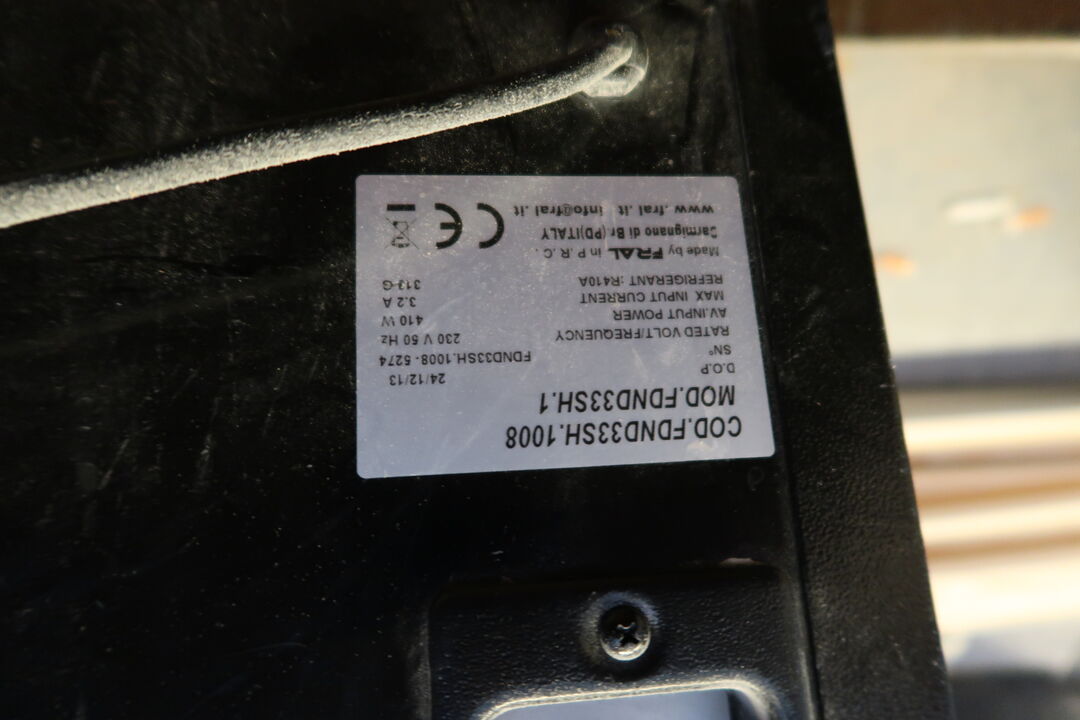 COD.FDND33SH.1008
MOD.FDND33SH.1
D.O.P 24/12/13
SN° FDND33SH.1008-5274
RATED VOLT/FREQUENCY 230 V 50 Hz
AV.INPUT POWER 410 W
MAX INPUT CURRENT 3.2 A
REFRIGERANT :R410A 313 G
Made by FRAL in P.R.C.
Carmignano di Br(PD)ITALY
www.fral.it info@fral.it
CE